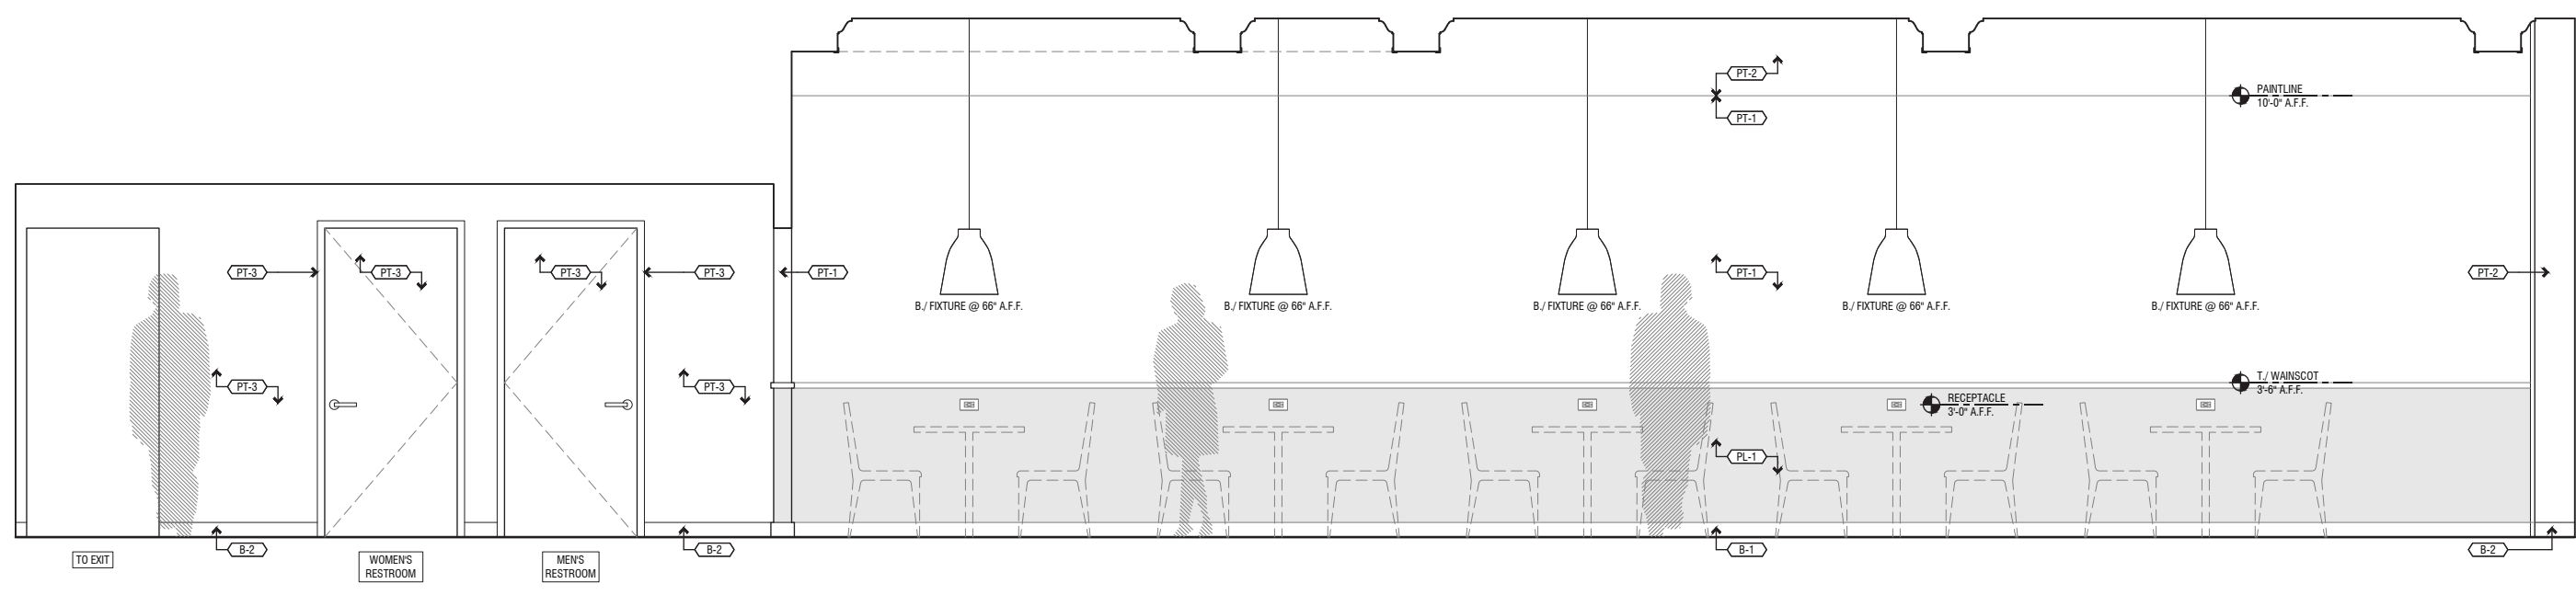 PT-2
PAINTLINE
10'-0" A.F.F.
PT-1
PT-3
PT-3
PT-3
PT-3
PT-1
PT-1
PT-2
B./ FIXTURE @ 66" A.F.F.
B./ FIXTURE @ 66" A.F.F.
B./ FIXTURE @ 66" A.F.F.
B./ FIXTURE @ 66" A.F.F.
B./ FIXTURE @ 66" A.F.F.
PT-3
PT-3
T./ WAINSCOT
3'-6" A.F.F.
RECEPTACLE
3'-0" A.F.F.
PL-1
B-2
B-2
B-1
B-2
TO EXIT
WOMEN'S
RESTROOM
MEN'S
RESTROOM